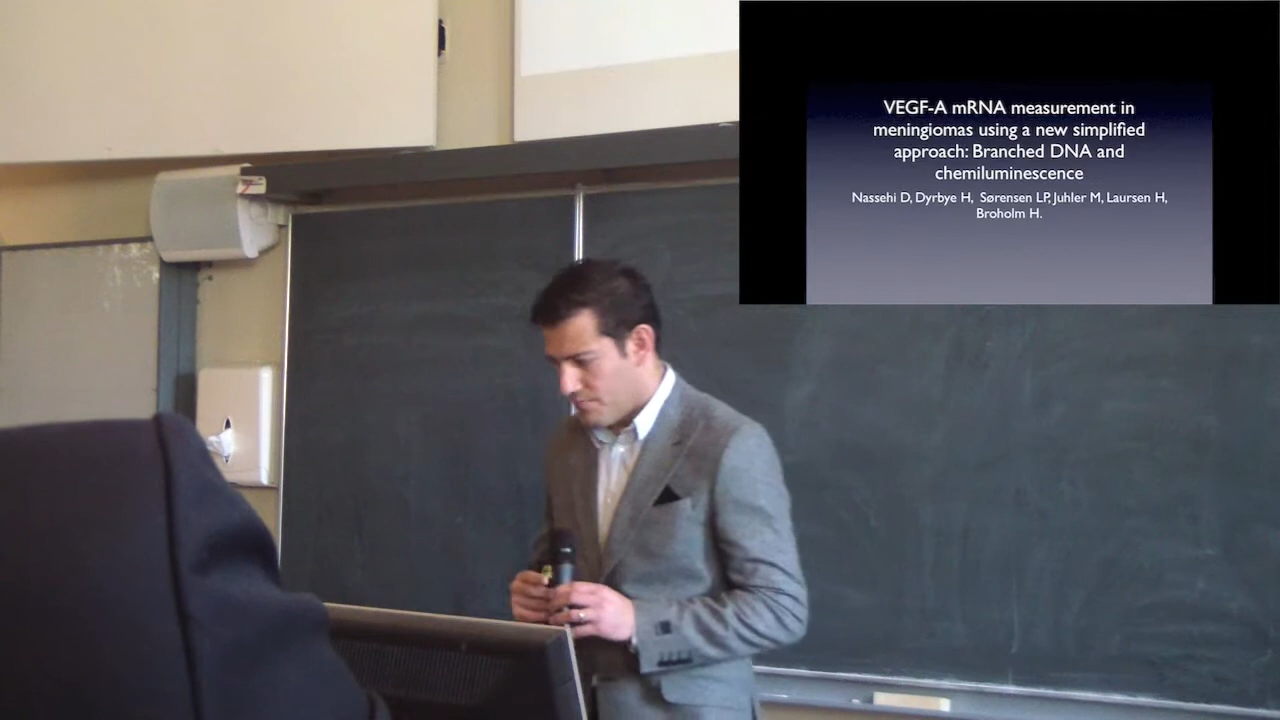 VEGF-A mRNA measurement in
meningiomas using a new simplified
approach: Branched DNA and
chemiluminescence
Nassehi D, Dyrbye H, Sørensen LP, Juhler M, Laursen H,
Broholm H.